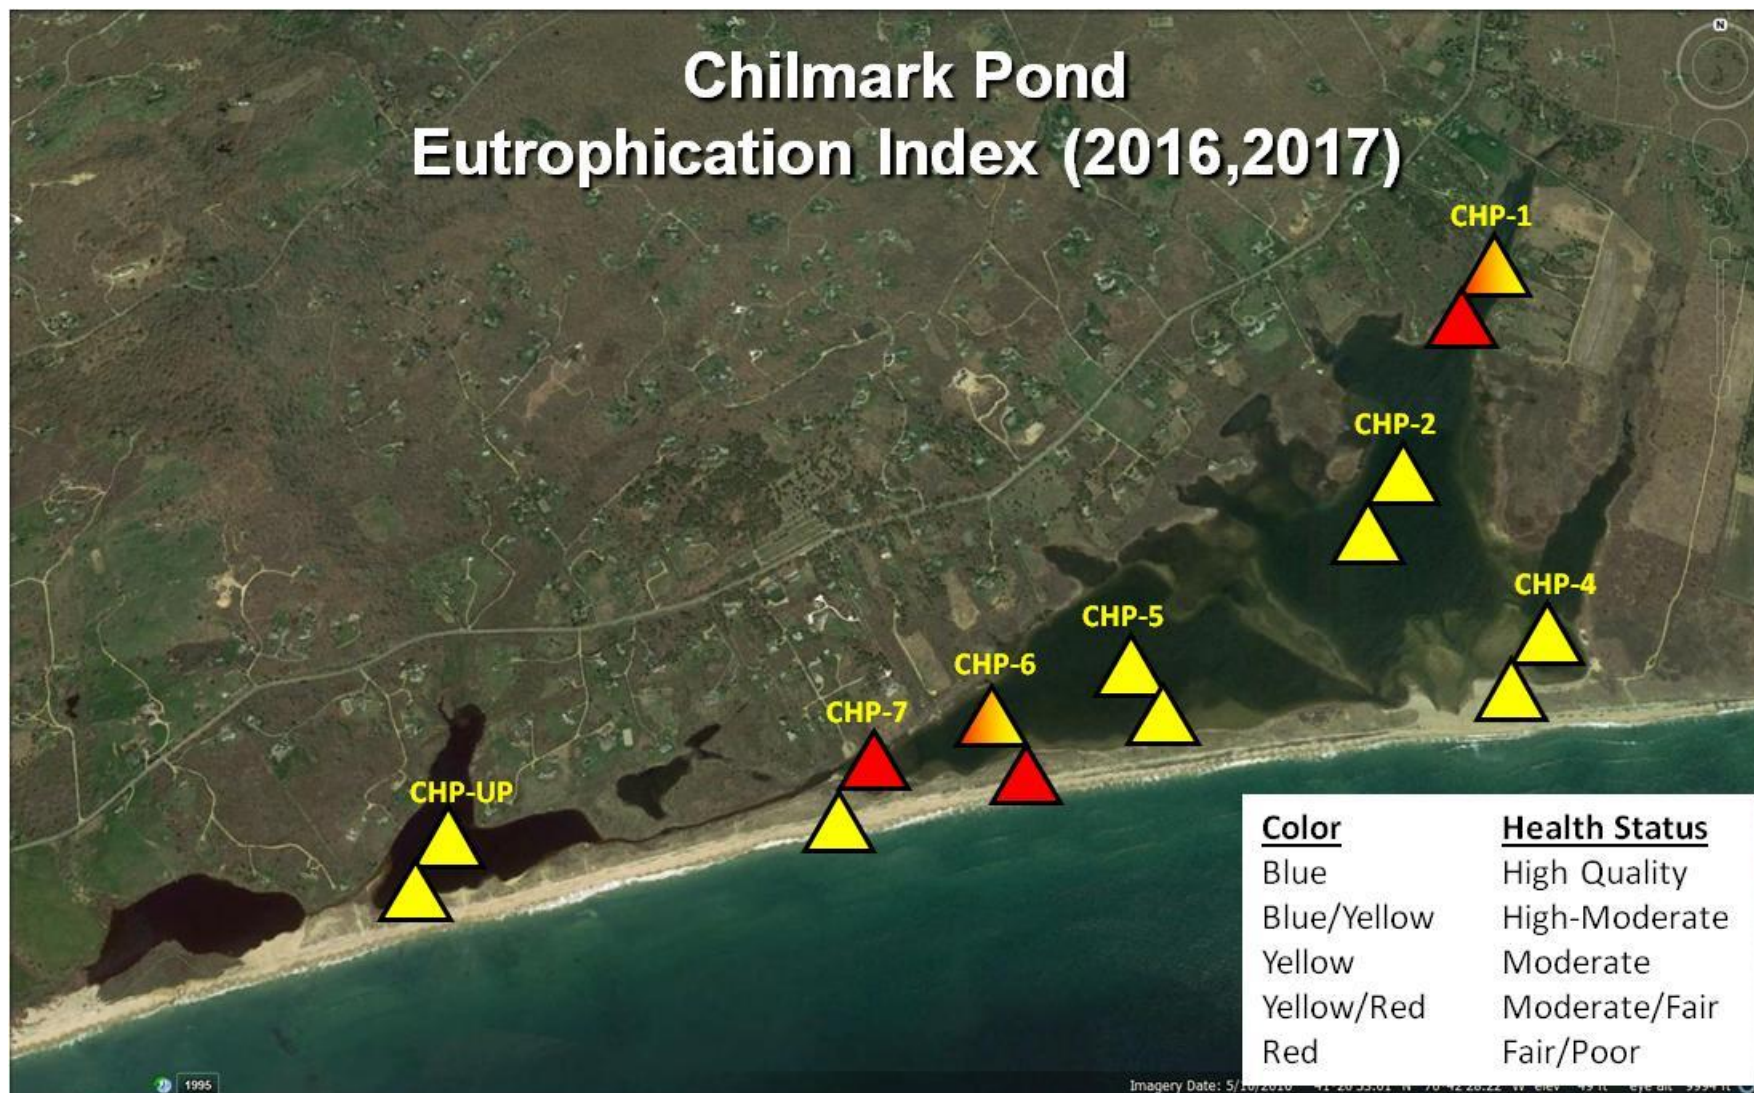 N
Chilmark Pond
Eutrophication Index (2016,2017)
CHP-1
CHP-2
CHP-4
CHP-5
CHP-6
CHP-7
CHP-UP
Color Health Status
Blue High Quality
Blue/Yellow High-Moderate
Yellow Moderate
Yellow/Red Moderate/Fair
Red Fair/Poor
1995
Imagery Date: